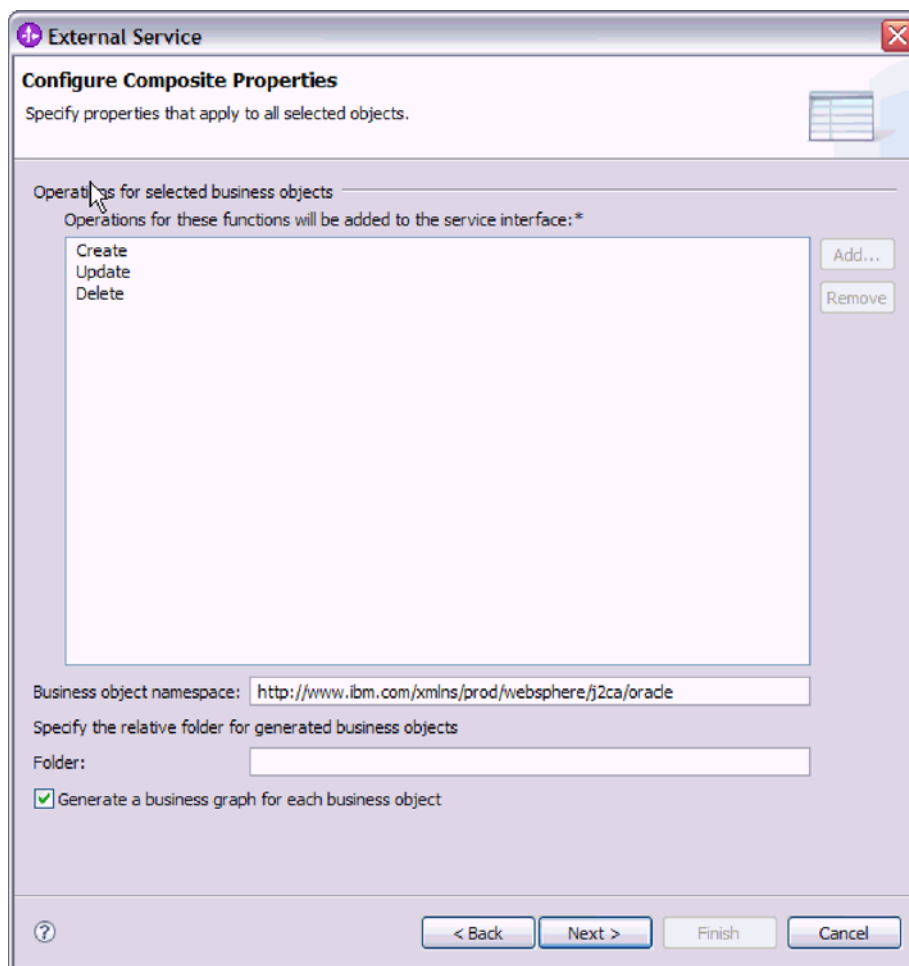 External Service
Configure Composite Properties
Specify properties that apply to all selected objects.
Operations for selected business objects
Operations for these functions will be added to the service interface:*
Create
Update
Delete
Add...
Remove
Business object namespace: http://www.ibm.com/xmlns/prod/websphere/j2ca/oracle
Specify the relative folder for generated business objects
Folder:
Generate a business graph for each business object
? < Back Next > Finish Cancel